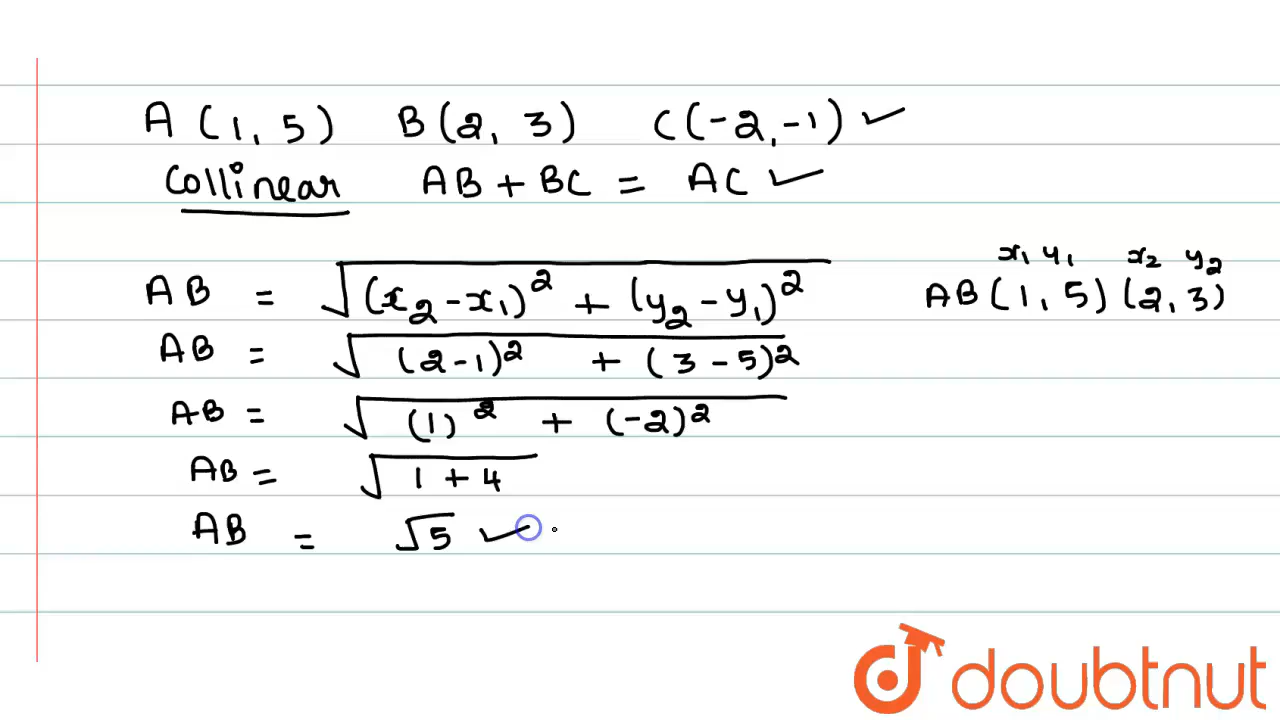 A (1, 5) B(2, 3) C(-2,-1) ✓
Collinear AB + BC = AC ✓
x₁ y₁ x₂ y₂
AB = √(x₂-x₁)² + (y₂-y₁)² AB(1, 5)(2, 3)
AB = √(2-1)² + (3-5)²
AB = √(1)² + (-2)²
AB = √1+4
AB = √5 ✓
doubtnut